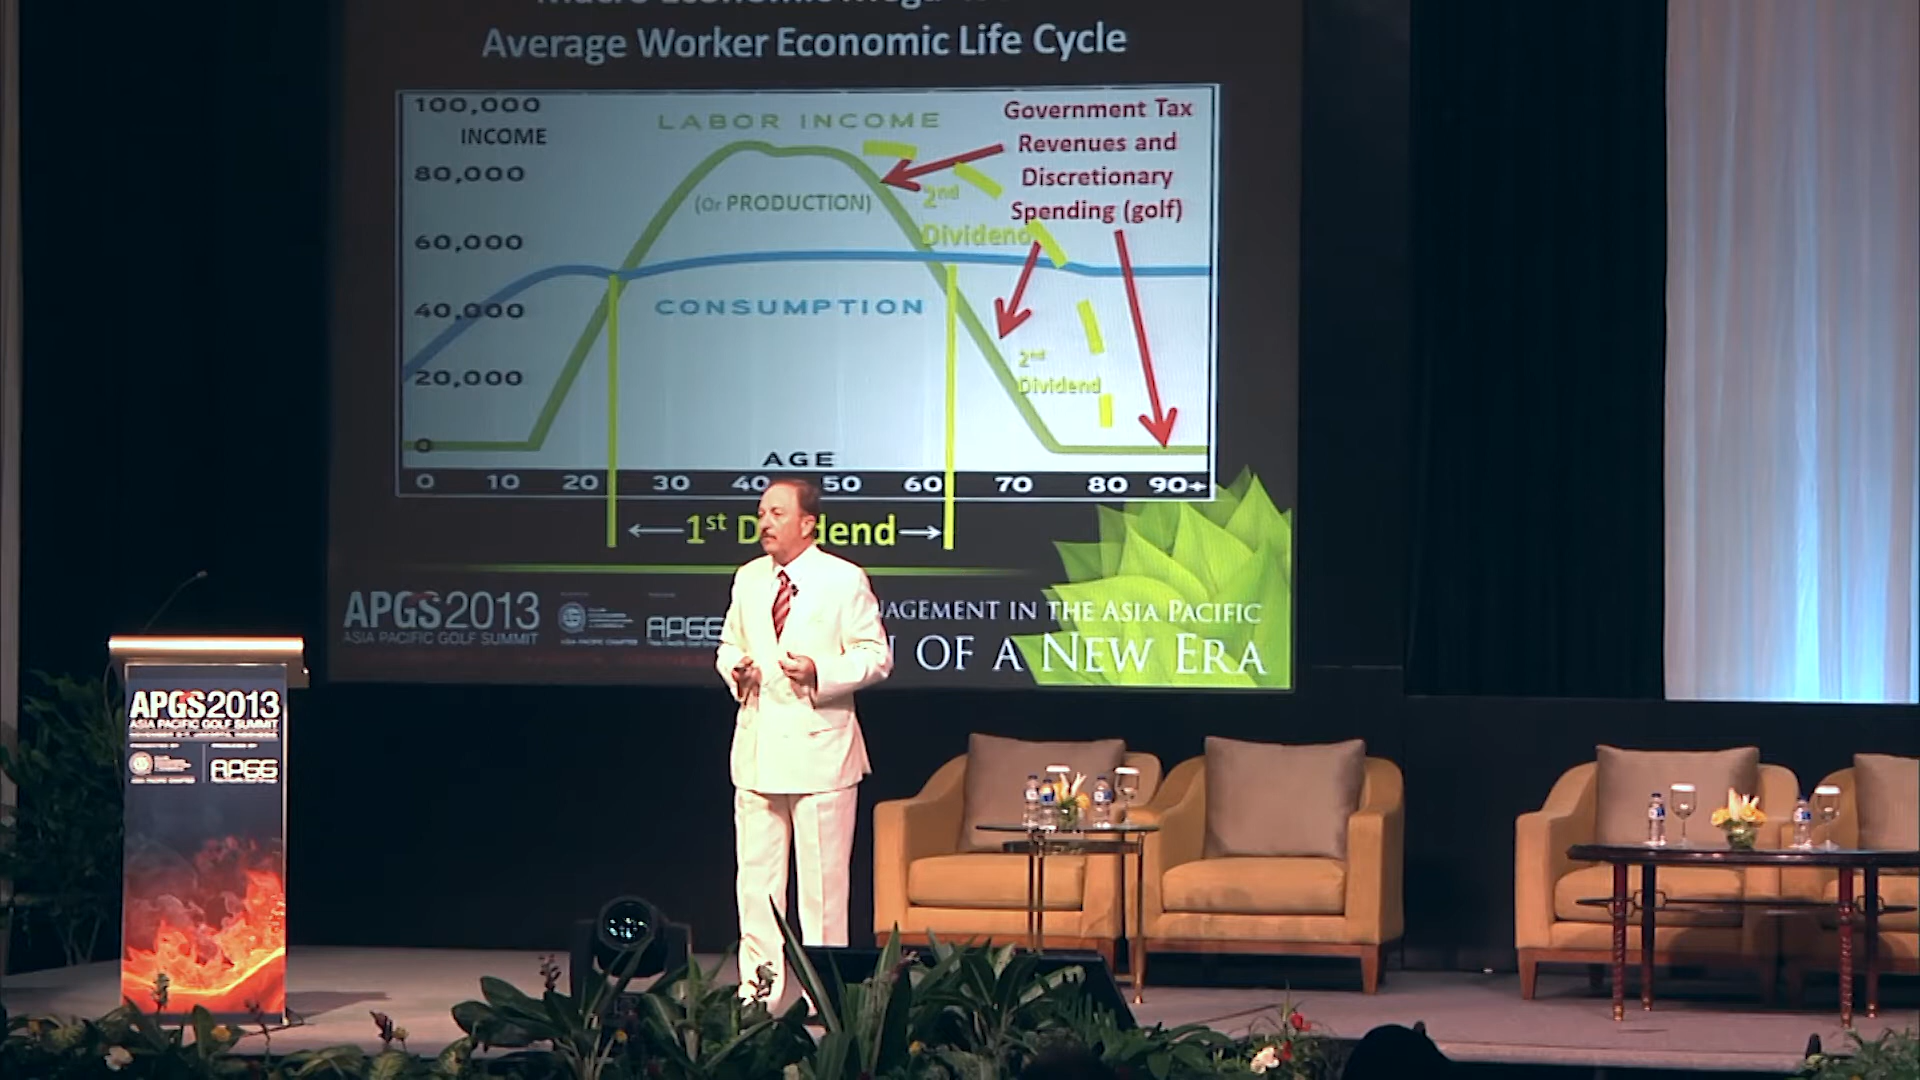 Average Worker Economic Life Cycle
100,000
INCOME
80,000
60,000
40,000
20,000
0
LABOR INCOME
(Or PRODUCTION)
CONSUMPTION
2nd
Dividend
2nd
Dividend
Government Tax
Revenues and
Discretionary
Spending (golf)
AGE
0 10 20 30 40 50 60 70 80 90+
←1st D dend→
APGS2013
ASIA PACIFIC GOLF SUMMIT
APGG
AGEMENT IN THE ASIA PACIFIC
OF A NEW ERA
APGS2013
ASIA PACIFIC GOLF SUMMIT
APGG